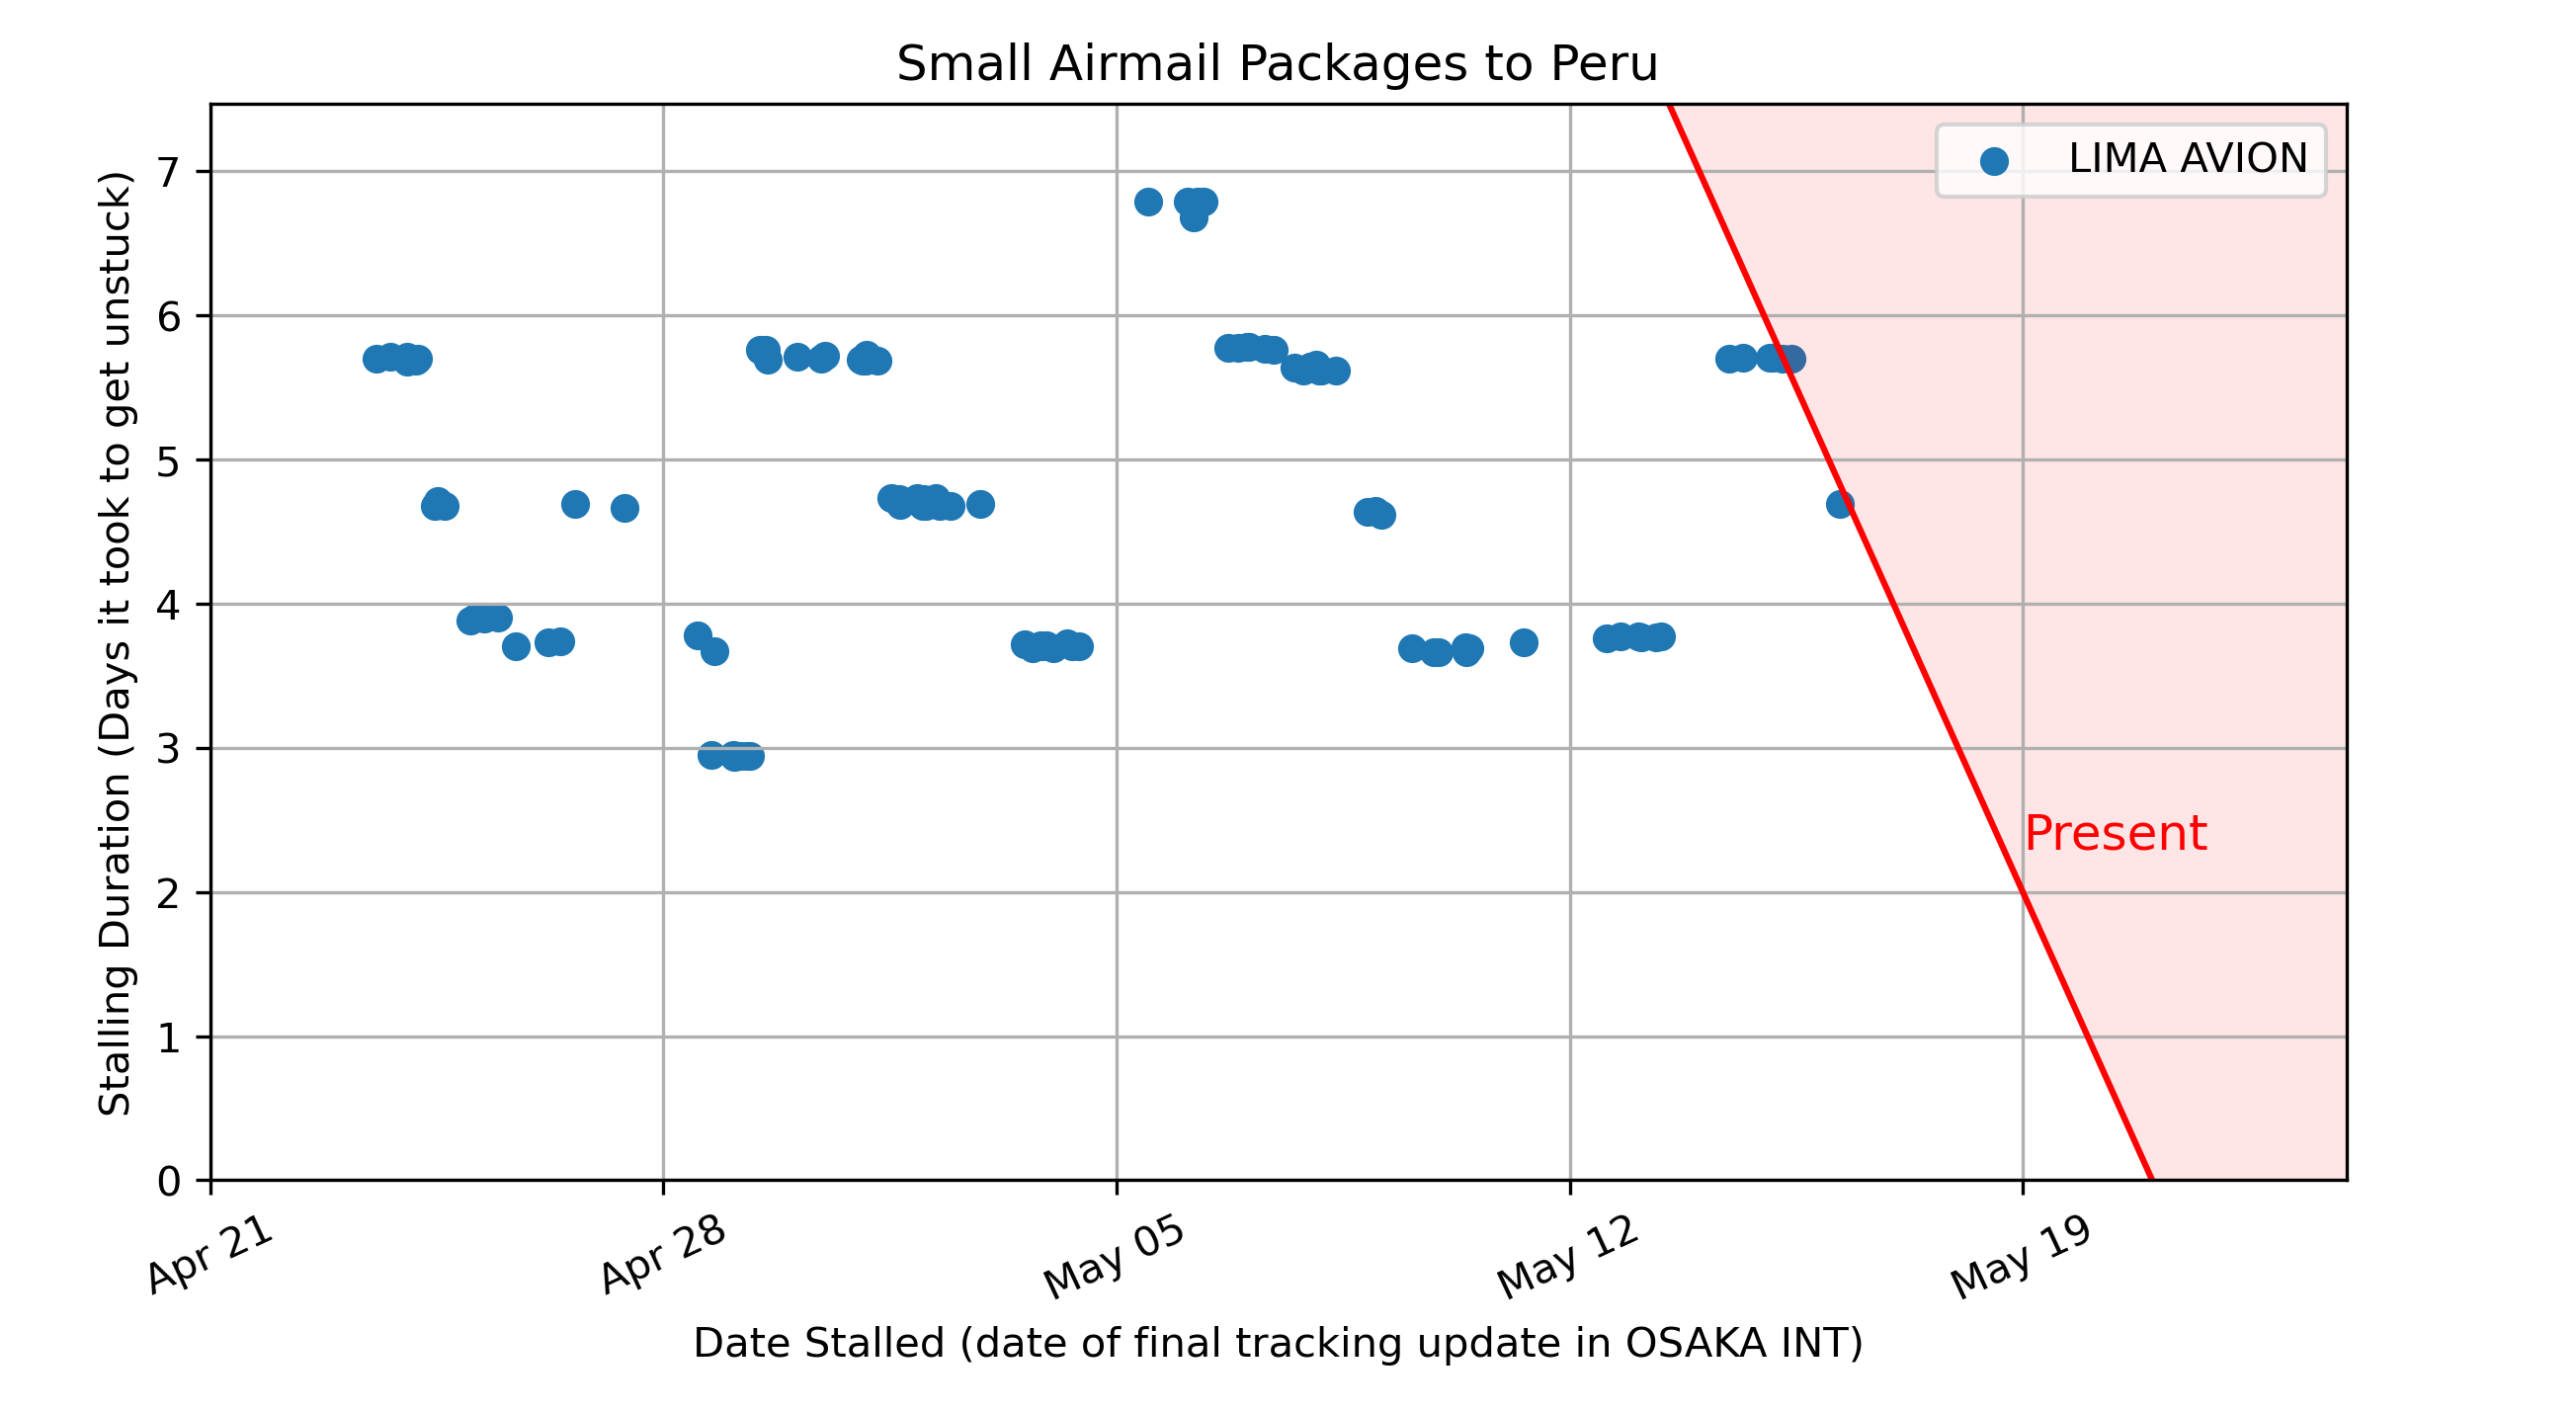 Small Airmail Packages to Peru
LIMA AVION
Stalling Duration (Days it took to get unstuck)
7
6
5
4
3
2
1
0
Present
Apr 21
Apr 28
May 05
May 12
May 19
Date Stalled (date of final tracking update in OSAKA INT)